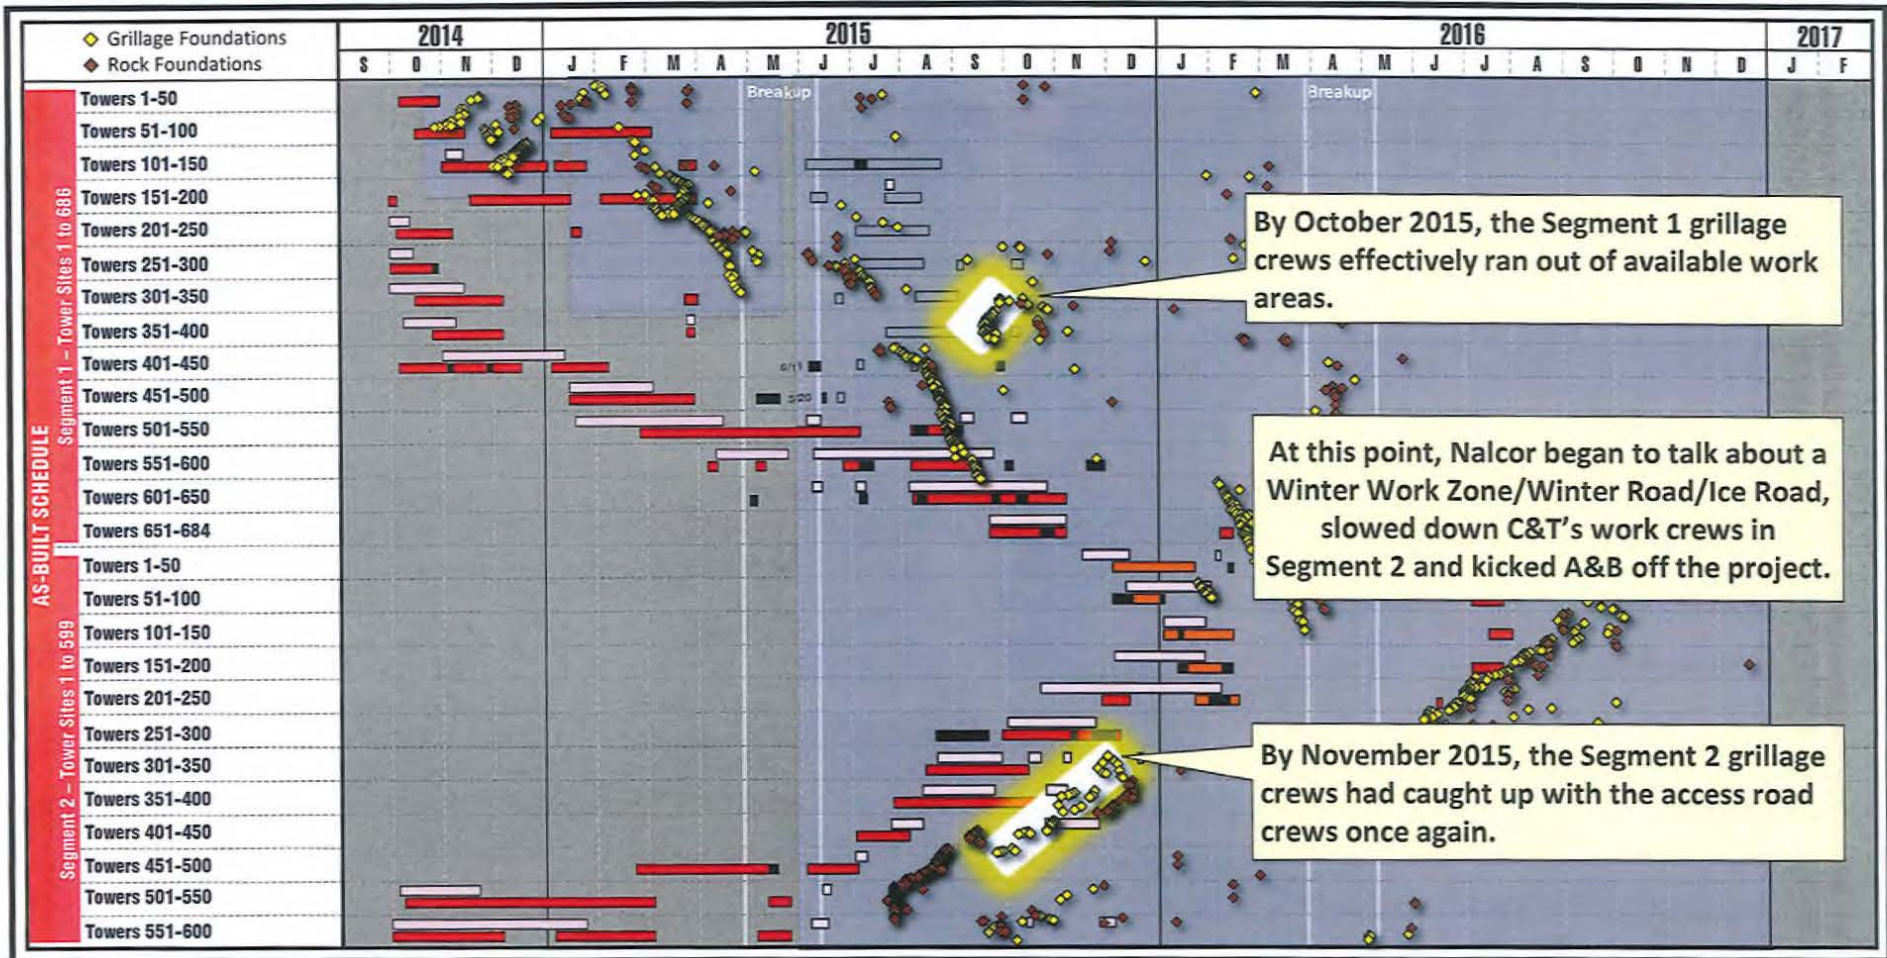 Grillage Foundations
Rock Foundations
2014 2015 2016 2017
S O N D J F M A M J J A S O N D J F M A M J J A S O N D J F
AS-BUILT SCHEDULE
Segment 1 – Tower Sites 1 to 686
Towers 1-50
Towers 51-100
Towers 101-150
Towers 151-200
Towers 201-250
Towers 251-300
Towers 301-350
Towers 351-400
Towers 401-450
Towers 451-500
Towers 501-550
Towers 551-600
Towers 601-650
Towers 651-684
Segment 2 – Tower Sites 1 to 599
Towers 1-50
Towers 51-100
Towers 101-150
Towers 151-200
Towers 201-250
Towers 251-300
Towers 301-350
Towers 351-400
Towers 401-450
Towers 451-500
Towers 501-550
Towers 551-600
Breakup
Breakup
5/20
By October 2015, the Segment 1 grillage
crews effectively ran out of available work
areas.
At this point, Nalcor began to talk about a
Winter Work Zone/Winter Road/Ice Road,
slowed down C&T's work crews in
Segment 2 and kicked A&B off the project.
By November 2015, the Segment 2 grillage
crews had caught up with the access road
crews once again.